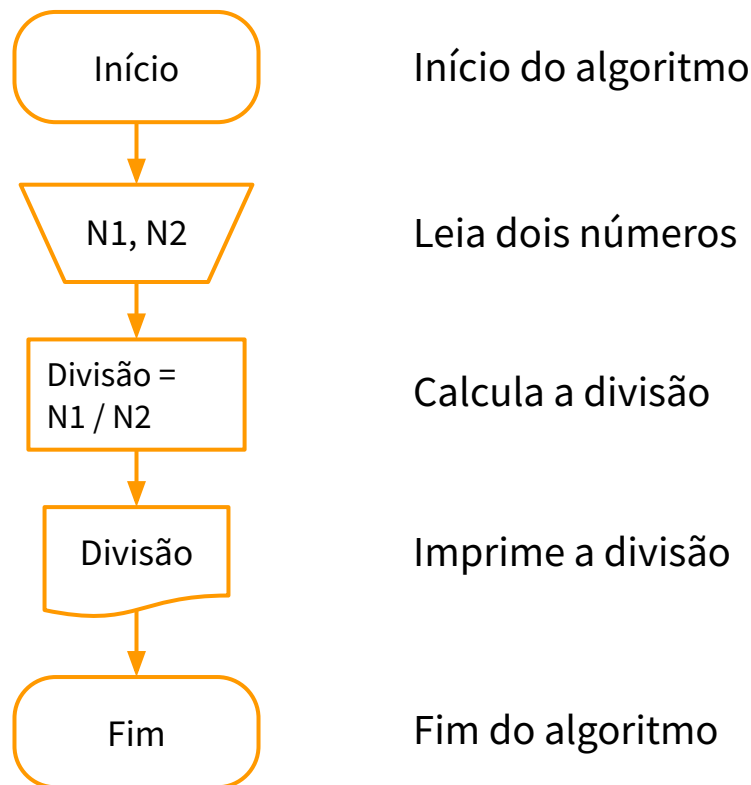 Início
Início do algoritmo
N1, N2
Leia dois números
Divisão =
N1 / N2
Calcula a divisão
Divisão
Imprime a divisão
Fim
Fim do algoritmo